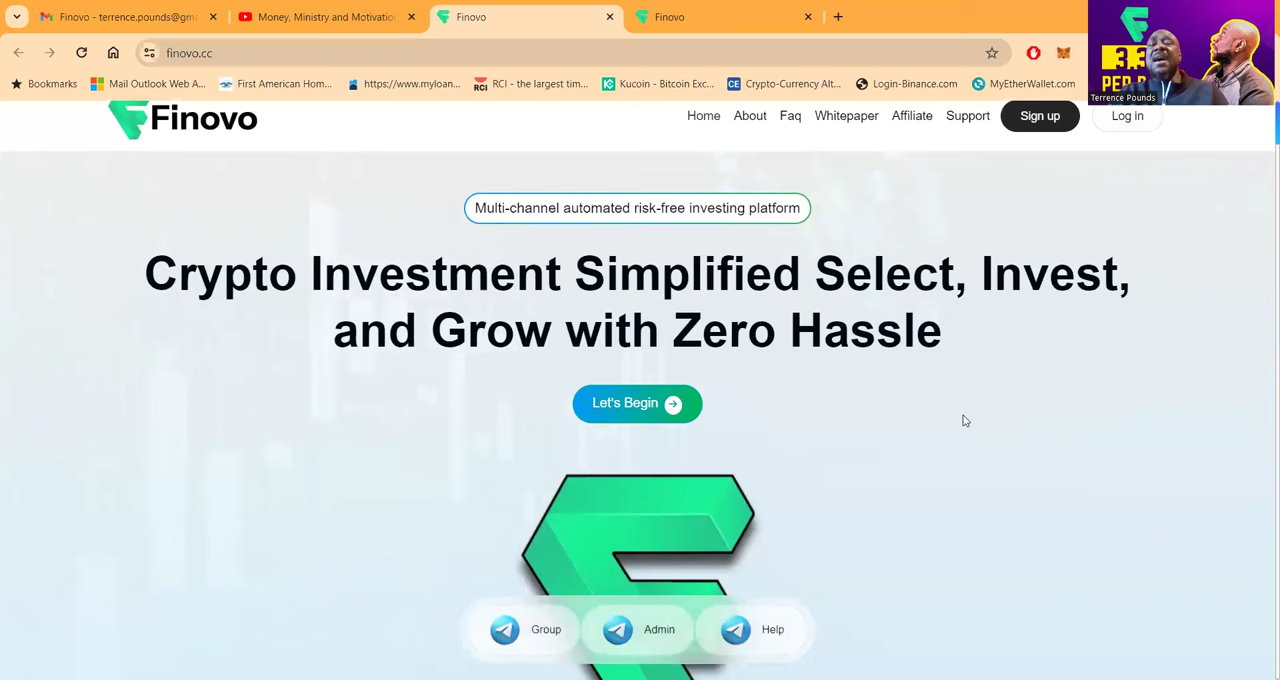 Finovo - terrence.pounds@gma
Money, Ministry and Motivation
Finovo
Finovo
finovo.cc
Bookmarks
Mail Outlook Web A...
First American Hom...
https://www.myloan...
RCI - the largest tim...
Kucoin - Bitcoin Exc...
Crypto-Currency Alt...
Login-Binance.com
MyEtherWallet.com
Terrence Pounds
Finovo
Home
About
Faq
Whitepaper
Affiliate
Support
Sign up
Log in
Multi-channel automated risk-free investing platform
Crypto Investment Simplified Select, Invest,
and Grow with Zero Hassle
Let's Begin
Group
Admin
Help